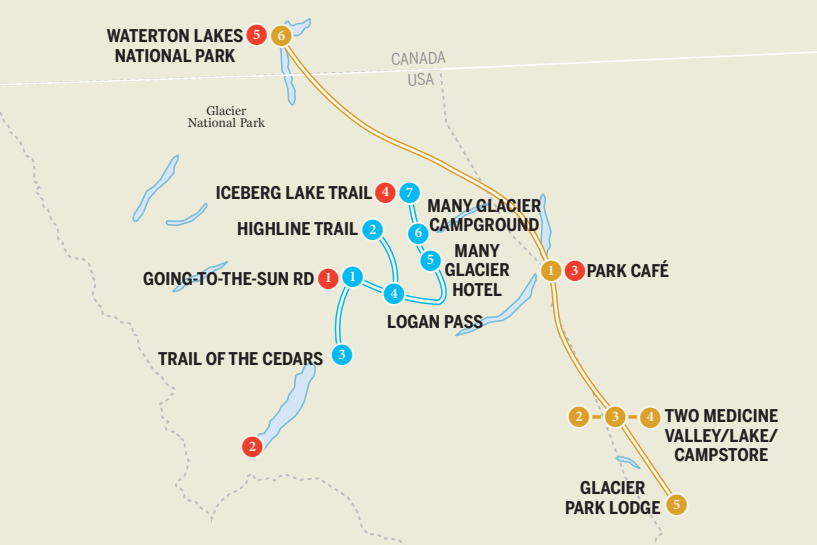 WATERTON LAKES 5 6
NATIONAL PARK
CANADA
USA
Glacier
National Park
ICEBERG LAKE TRAIL 4 7
MANY GLACIER
CAMPGROUND
6
HIGHLINE TRAIL 2
MANY
GLACIER
HOTEL
5
GOING-TO-THE-SUN RD 1 1
1 3 PARK CAFÉ
4
LOGAN PASS
TRAIL OF THE CEDARS 3
2 3 4 TWO MEDICINE
VALLEY/LAKE/
CAMPSTORE
2
GLACIER
PARK LODGE 5